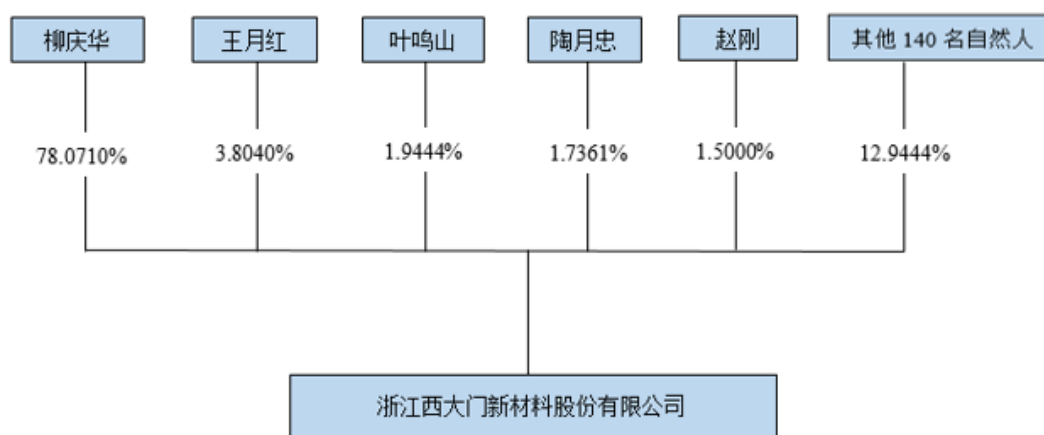 柳庆华
王月红
叶鸣山
陶月忠
赵刚
其他 140 名自然人
78.0710%
3.8040%
1.9444%
1.7361%
1.5000%
12.9444%
浙江西大门新材料股份有限公司